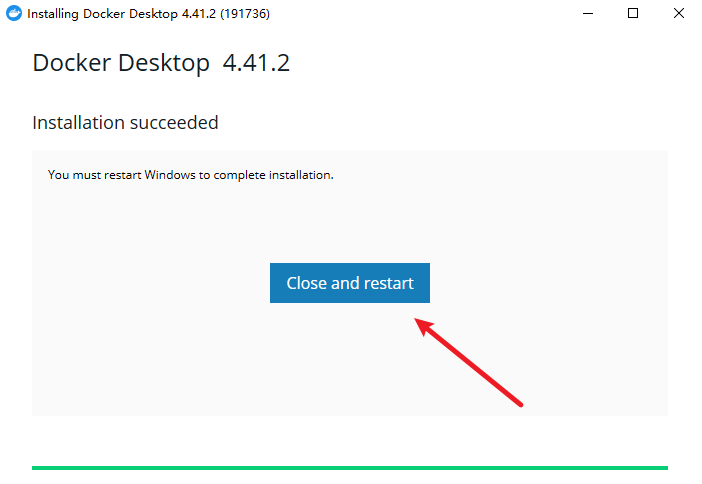 Installing Docker Desktop 4.41.2 (191736)
Docker Desktop 4.41.2
Installation succeeded
You must restart Windows to complete installation.
Close and restart